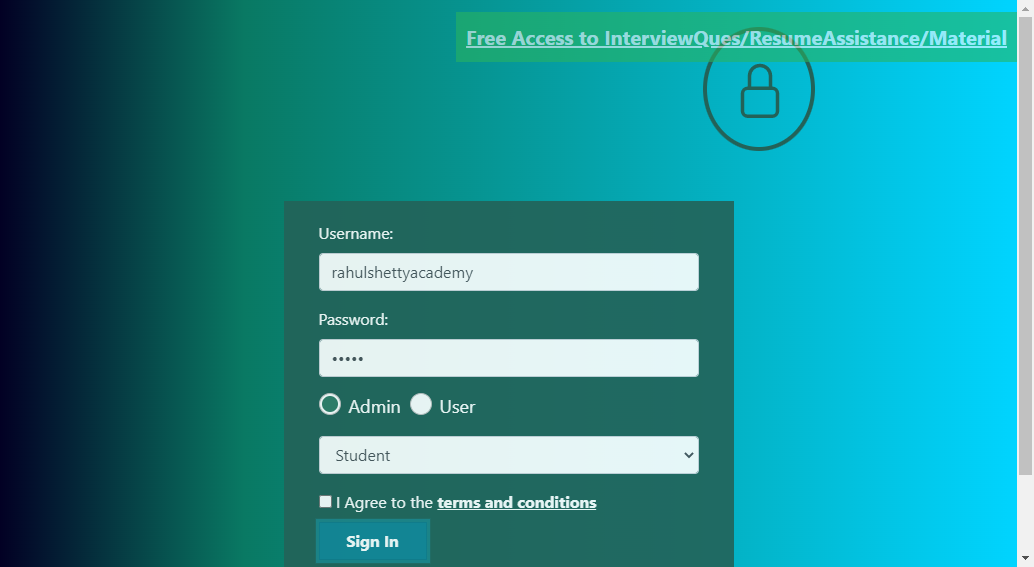 Free Access to InterviewQues/ResumeAssistance/Material
Username:
rahulshettyacademy
Password:
•••••
Admin User
Student
I Agree to the terms and conditions
Sign In